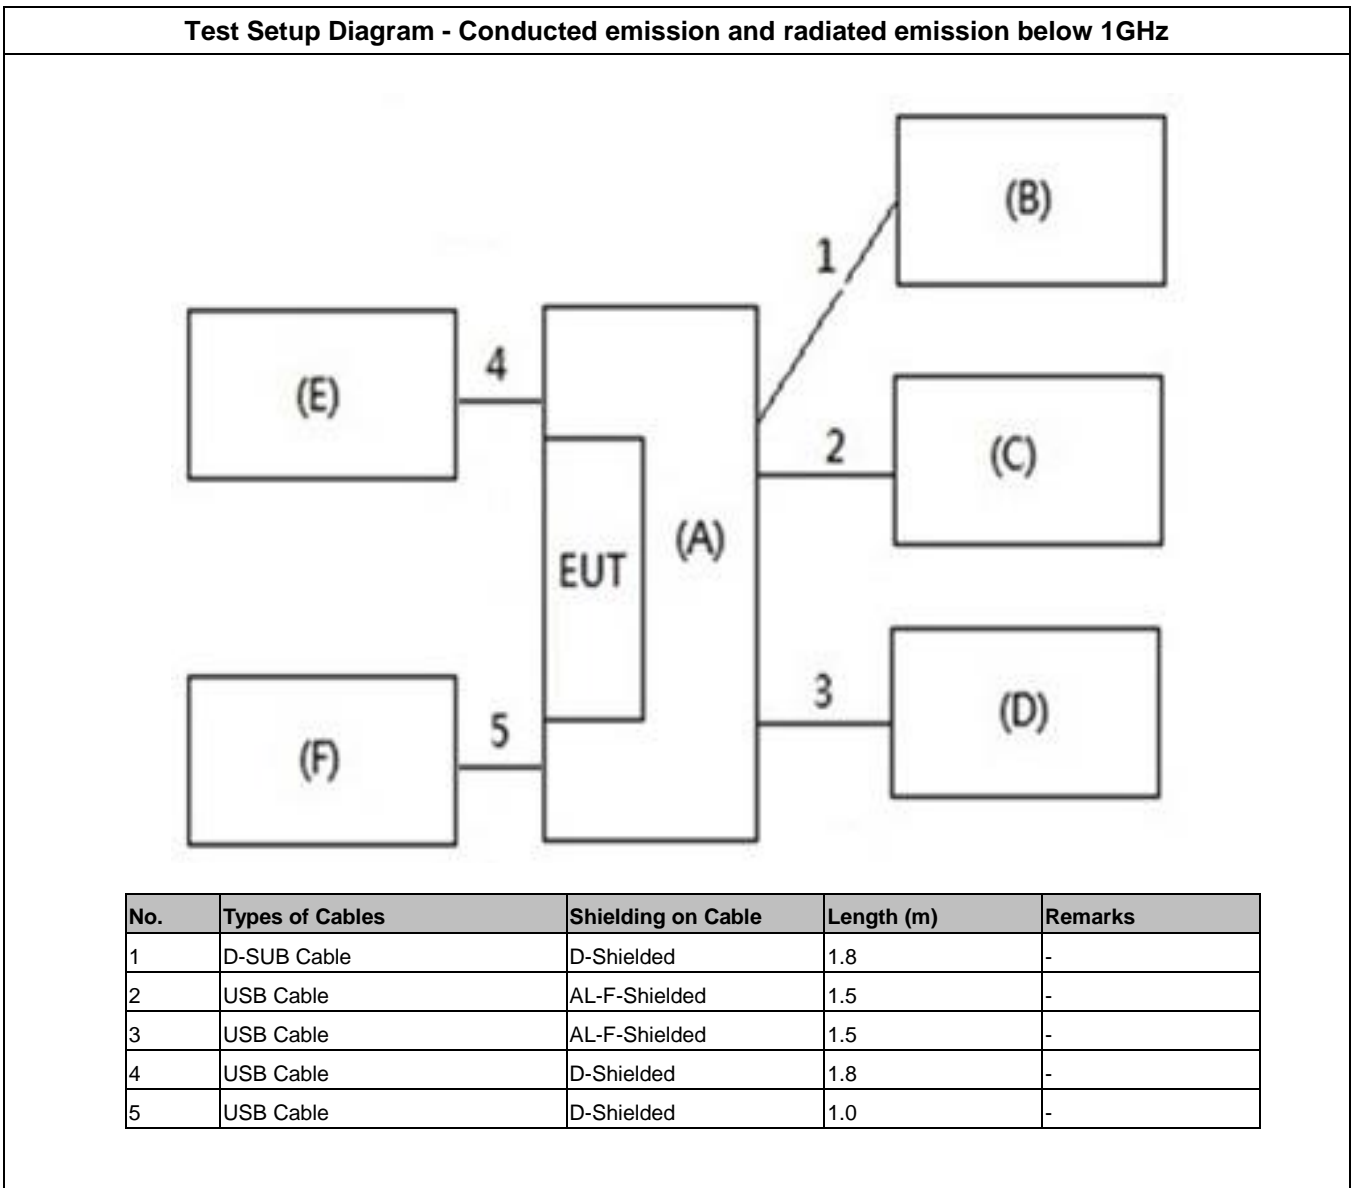 Test Setup Diagram - Conducted emission and radiated emission below 1GHz
(B)
1
(E)
4
2
(C)
(A)
EUT
3
(D)
5
(F)
No. Types of Cables Shielding on Cable Length (m) Remarks
1 D-SUB Cable D-Shielded 1.8 -
2 USB Cable AL-F-Shielded 1.5 -
3 USB Cable AL-F-Shielded 1.5 -
4 USB Cable D-Shielded 1.8 -
5 USB Cable D-Shielded 1.0 -